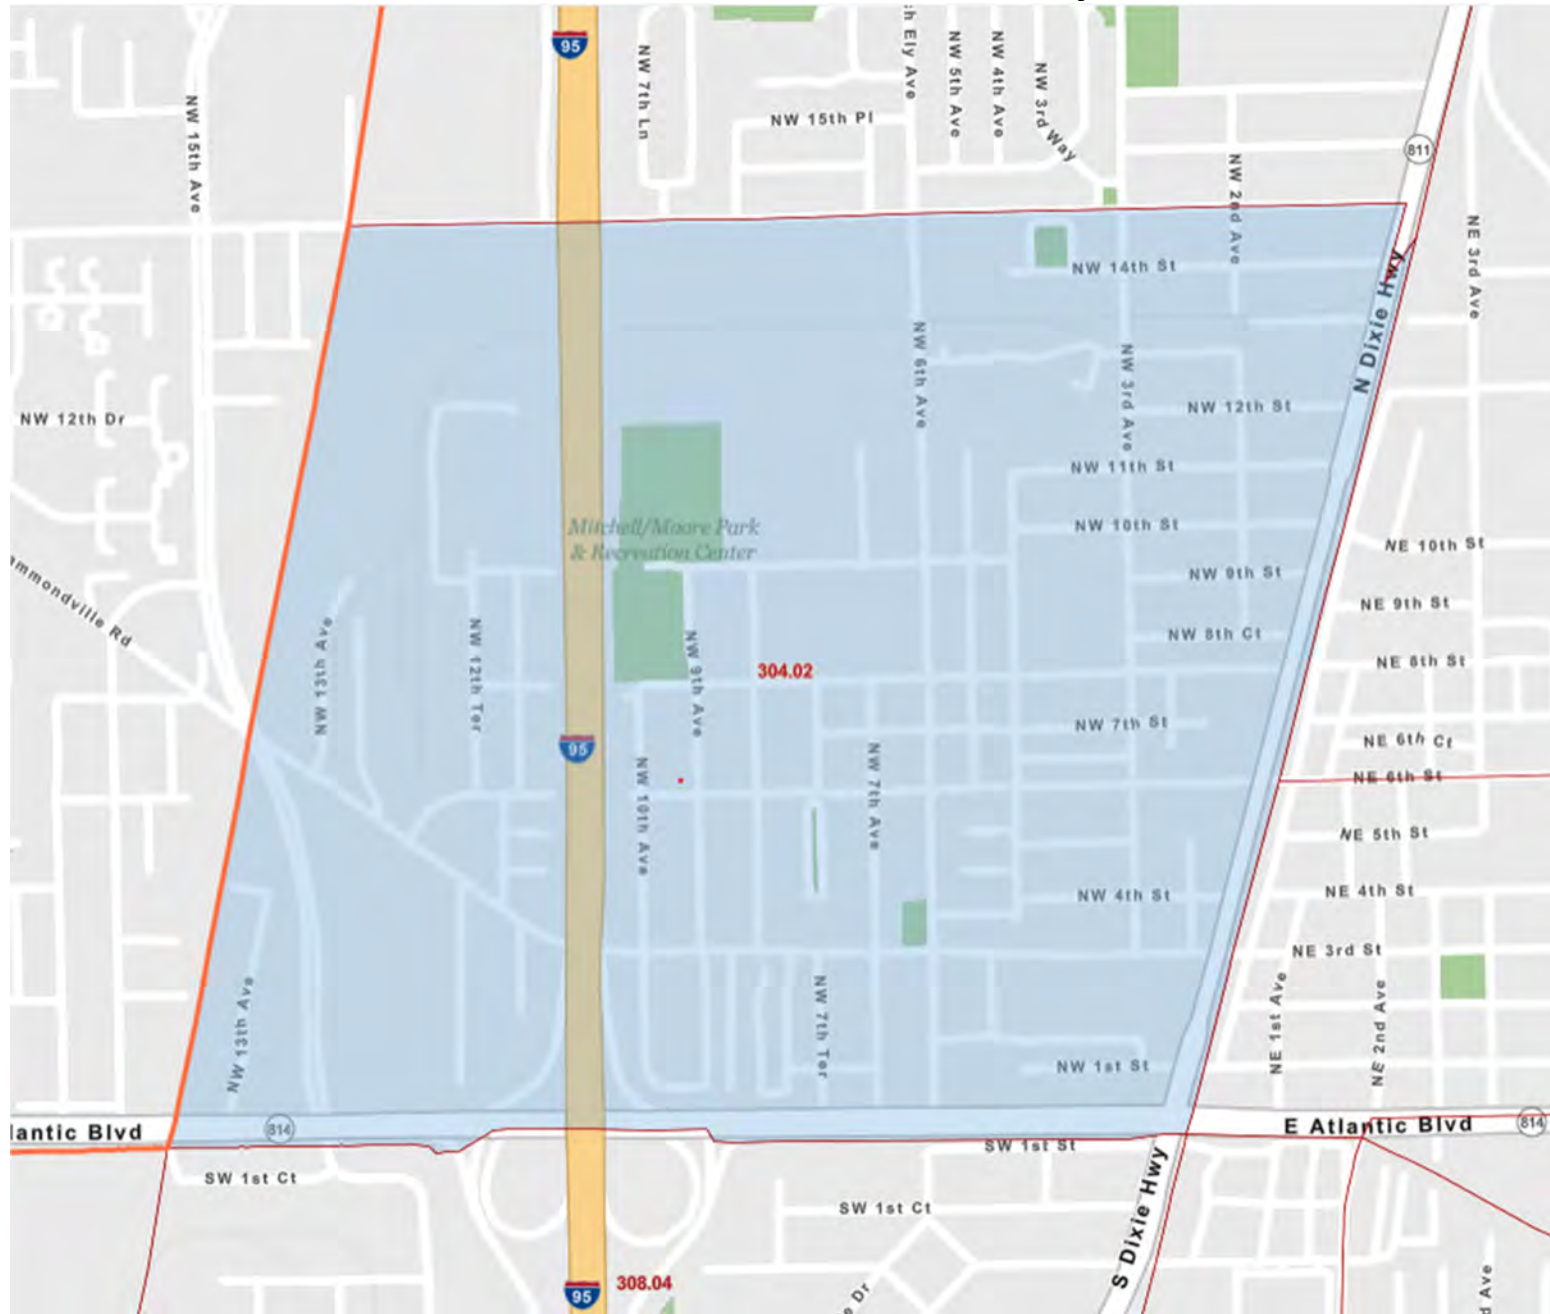 95
NW 15th Ave
NW 7th Ln
NW 15th Pl
h Ely Ave
NW 5th Ave
NW 4th Ave
NW 3rd Way
811
NW 2nd Ave
NE 3rd Ave
NW 14th St
N Dixie Hwy
NW 6th Ave
NW 3rd Ave
NW 12th St
NW 12th Dr
NW 11th St
NW 10th St
Mitchell/Moore Park
& Recreation Center
NE 10th St
NW 9th St
NE 9th St
ammondville Rd
NW 13th Ave
NW 12th Ter
NW 9th Ave
NW 8th Ct
NE 8th St
304.02
NW 7th St
NE 6th Ct
95
NW 10th Ave
NW 7th Ave
NE 6th St
NE 5th St
NW 4th St
NE 4th St
NE 3rd St
NW 13th Ave
NW 7th Ter
NE 1st Ave
NE 2nd Ave
NW 1st St
lantic Blvd
814
E Atlantic Blvd
814
SW 1st St
SW 1st Ct
SW 1st Ct
S Dixie Hwy
308.04
95
e Dr
d Ave